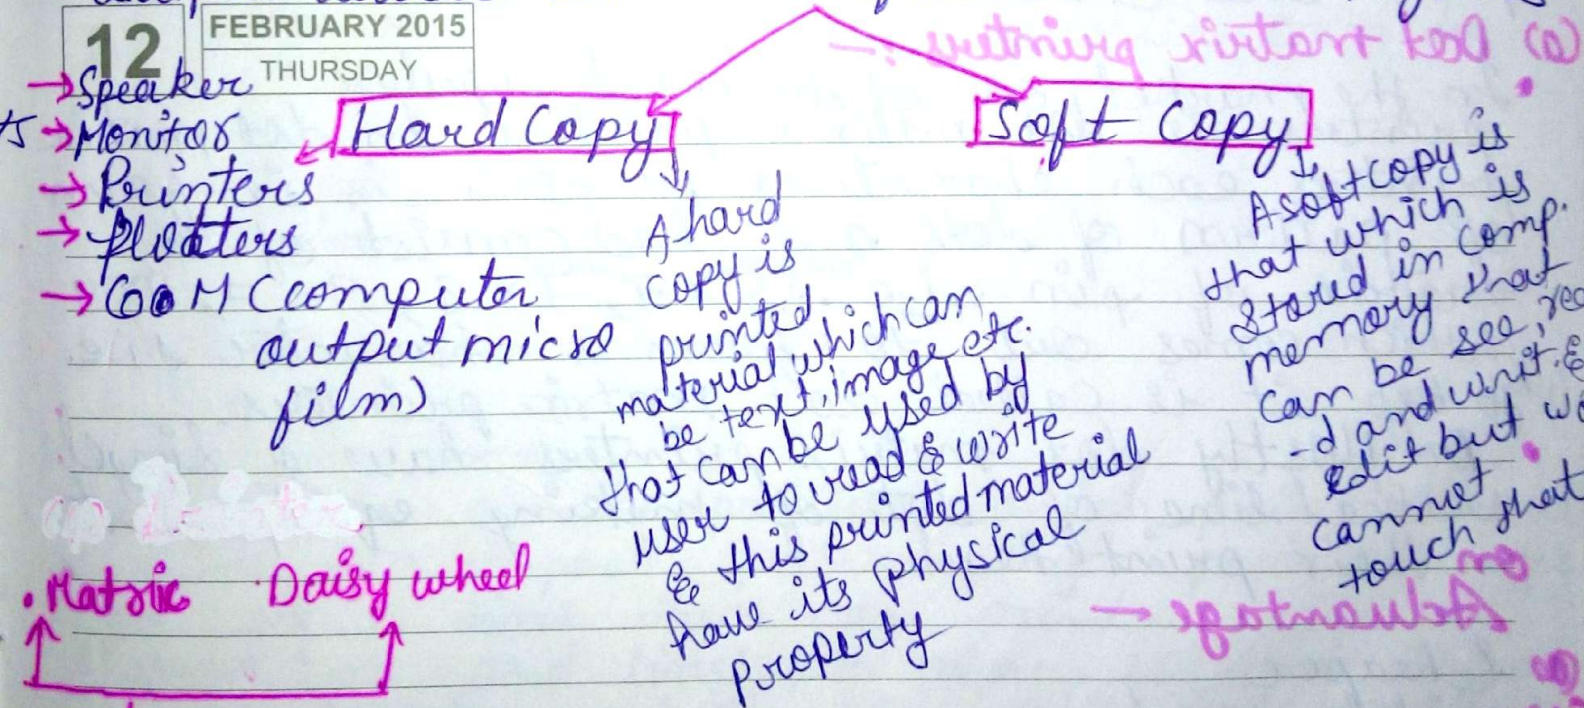 12
FEBRUARY 2015
THURSDAY
→ Speaker
→ Monitor
→ Printers
→ Plotters
→ COM (computer
output micro
film)
Hard Copy
A hard
copy is
printed
material which can
be text, image etc.
that can be used by
user to read & write
& this printed material
have its physical
property
Soft Copy
A soft copy is
that which is
stored in comp.
memory that
can be see, rea
-d and writ. &
edit but we
cannot
touch that
. Matric · Daisy wheel